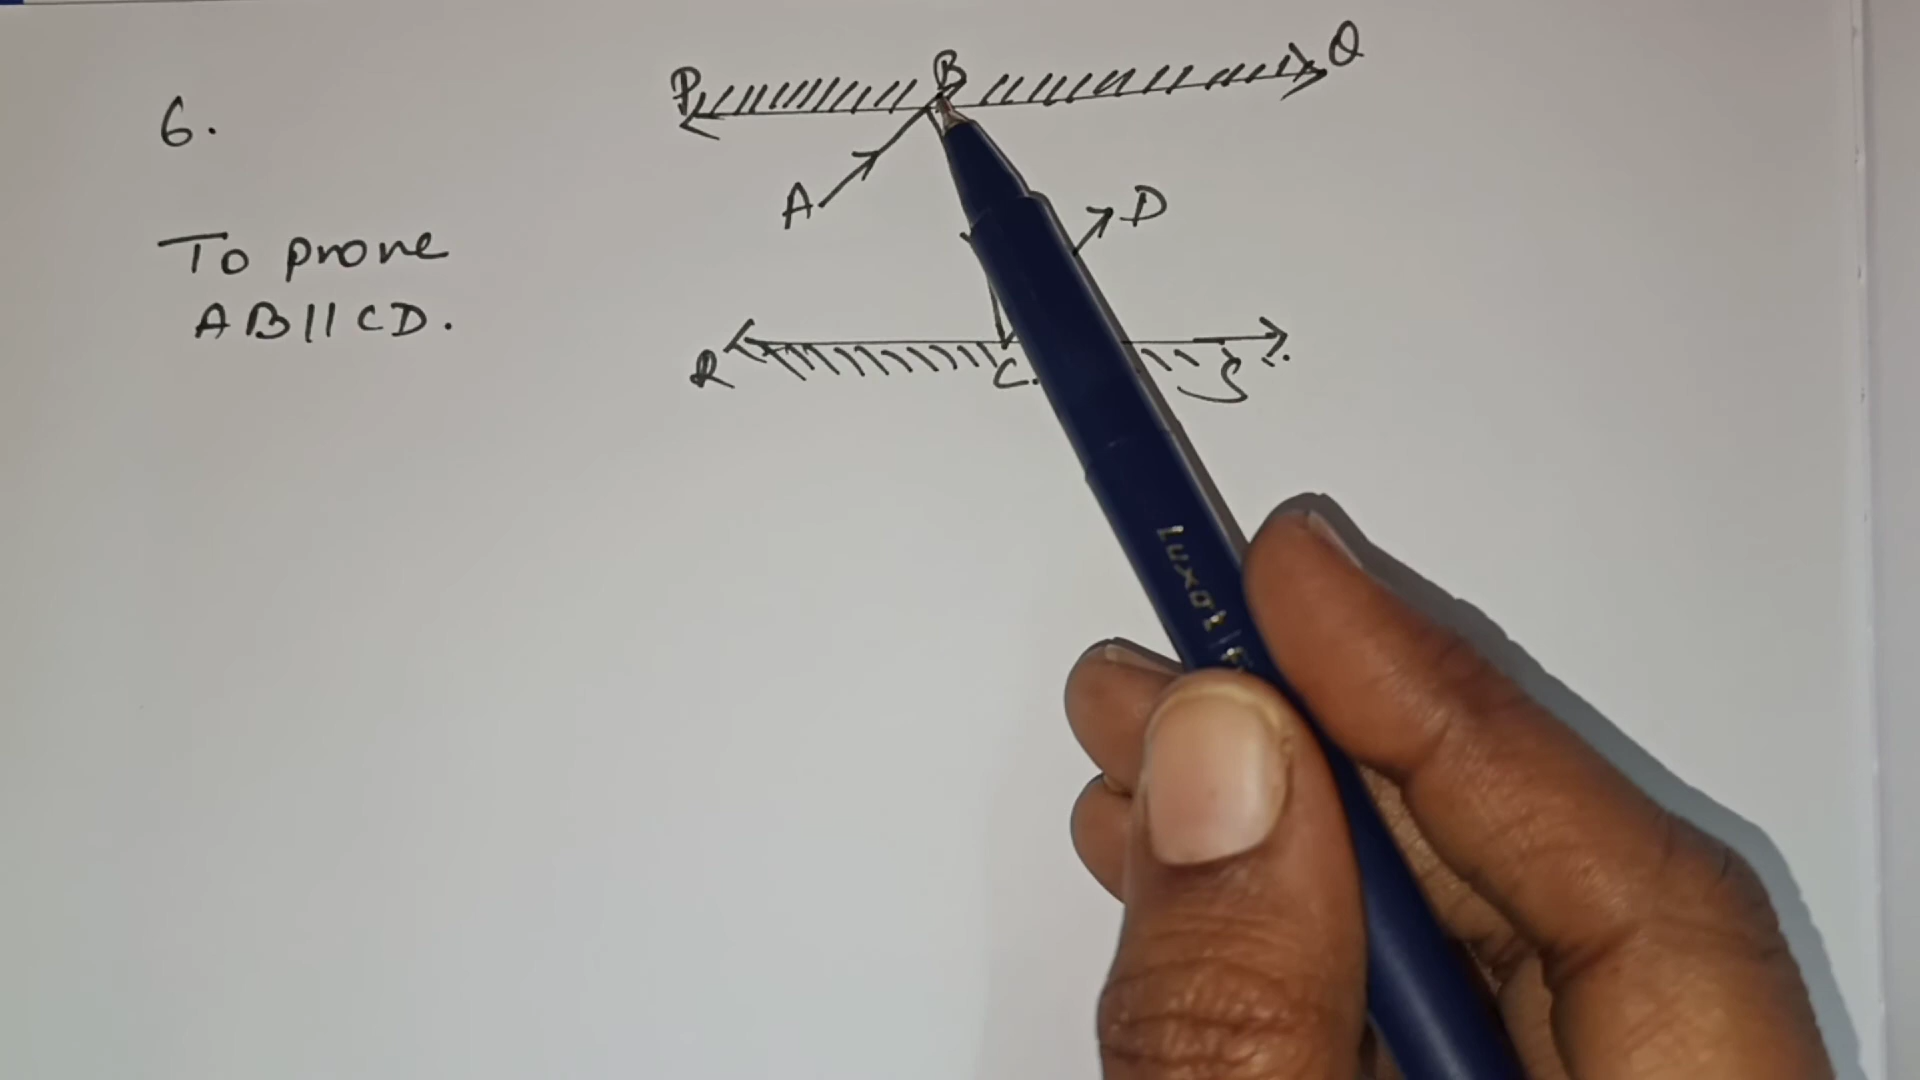 6.
To prove
AB||CD.
P B Q
A D
R C. S
Luxor